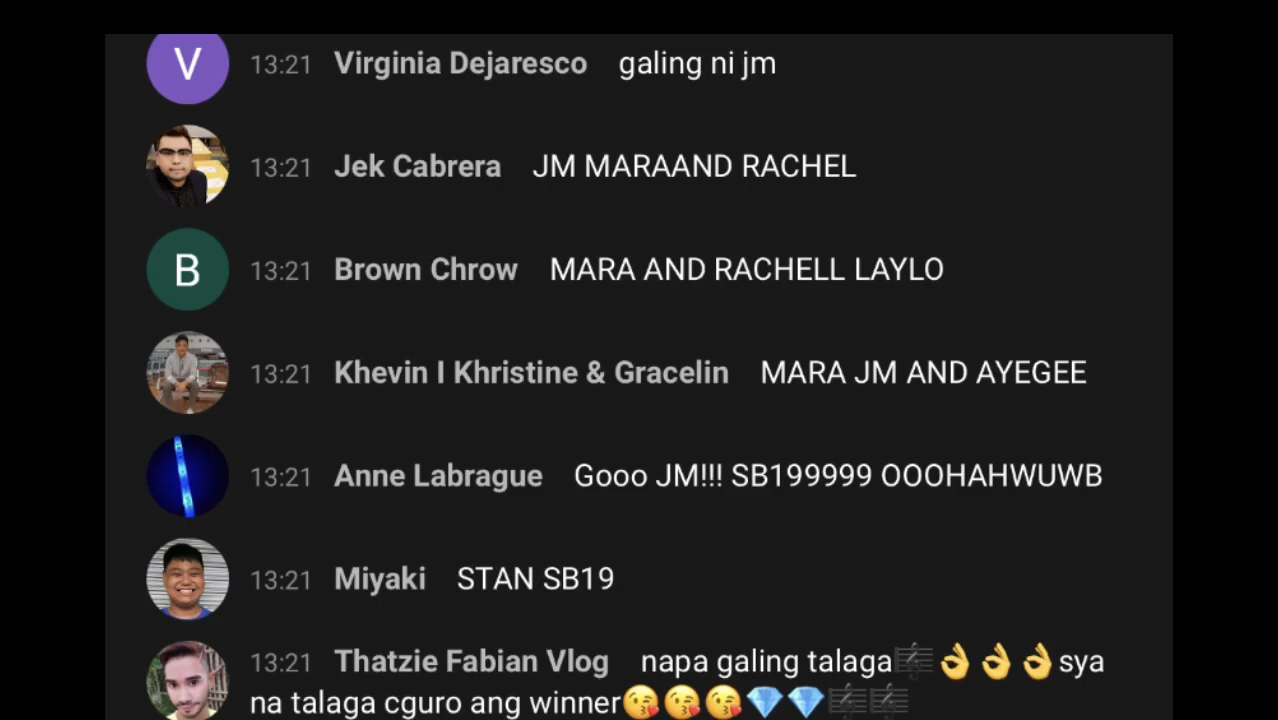 V 13:21 Virginia Dejaresco galing ni jm
13:21 Jek Cabrera JM MARAAND RACHEL
B 13:21 Brown Chrow MARA AND RACHELL LAYLO
13:21 Khevin I Khristine & Gracelin MARA JM AND AYEGEE
13:21 Anne Labrague Gooo JM!!! SB199999 OOOHAHWUWB
13:21 Miyaki STAN SB19
13:21 Thatzie Fabian Vlog napa galing talaga🎼👌👌👌sya
na talaga cguro ang winner😘😘😘💎💎🎼🎼